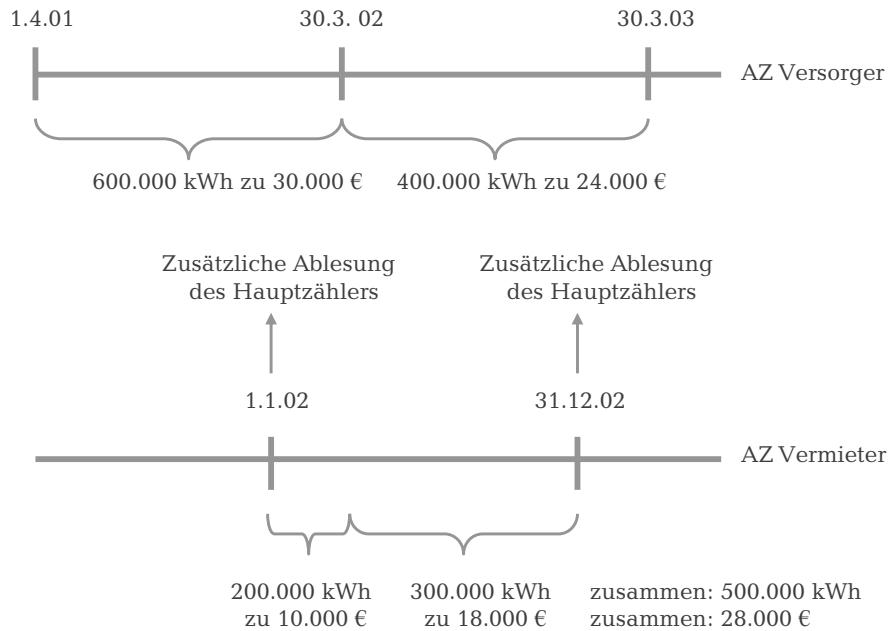 1.4.01 30.3. 02 30.3.03
AZ Versorger
600.000 kWh zu 30.000 € 400.000 kWh zu 24.000 €
Zusätzliche Ablesung Zusätzliche Ablesung
des Hauptzählers des Hauptzählers
1.1.02 31.12.02
AZ Vermieter
200.000 kWh 300.000 kWh zusammen: 500.000 kWh
zu 10.000 € zu 18.000 € zusammen: 28.000 €